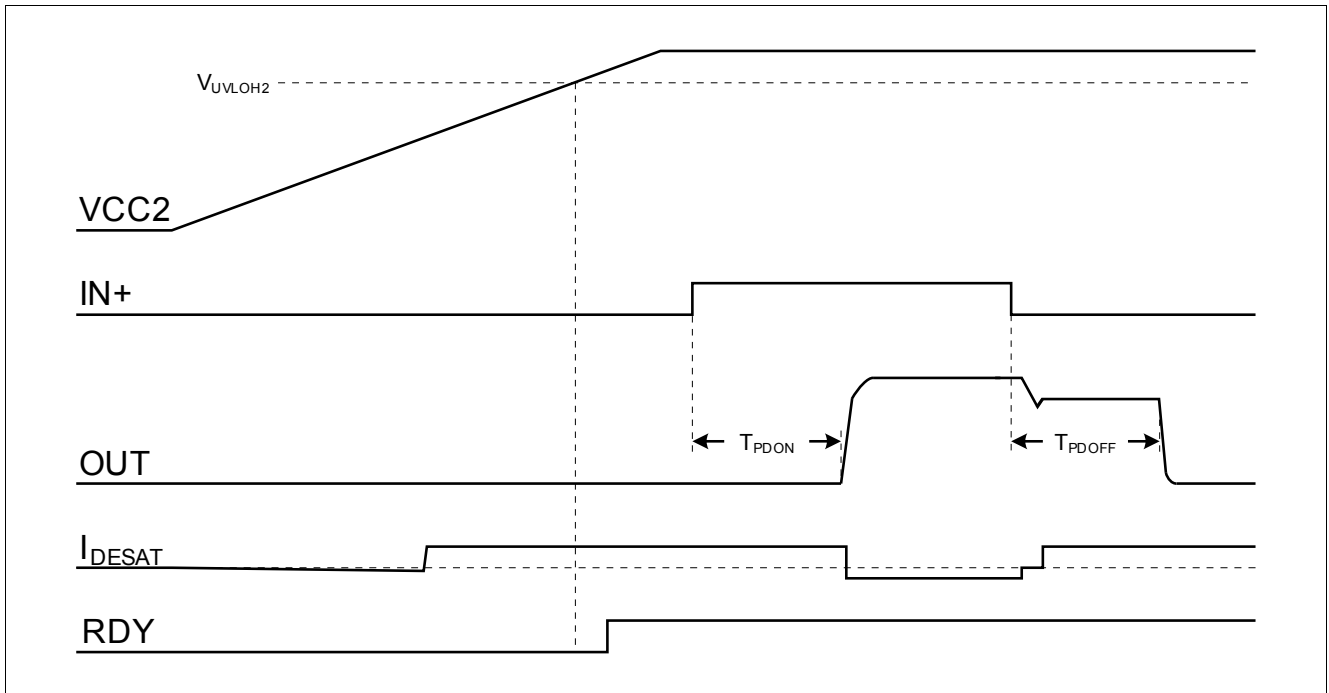 VUVLOH2
VCC2
IN+
TPDON
TPDOFF
OUT
IDESAT
RDY